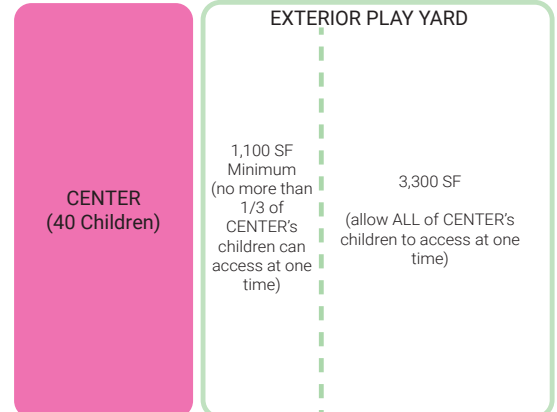 EXTERIOR PLAY YARD
CENTER
(40 Children)
1,100 SF
Minimum
(no more than
1/3 of
CENTER's
children can
access at one
time)
3,300 SF
(allow ALL of CENTER's
children to access at one
time)